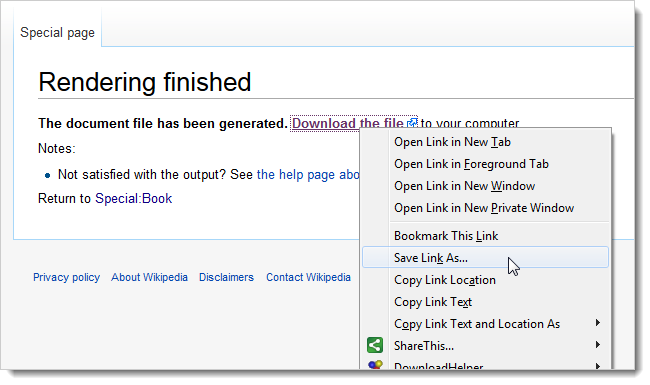 Special page
Rendering finished
The document file has been generated. Download the file to your computer
Notes:
Not satisfied with the output? See the help page abo
Return to Special:Book
Privacy policy About Wikipedia Disclaimers Contact Wikipedia
Open Link in New Tab
Open Link in Foreground Tab
Open Link in New Window
Open Link in New Private Window
Bookmark This Link
Save Link As...
Copy Link Location
Copy Link Text
Copy Link Text and Location As
ShareThis...
DownloadHelper